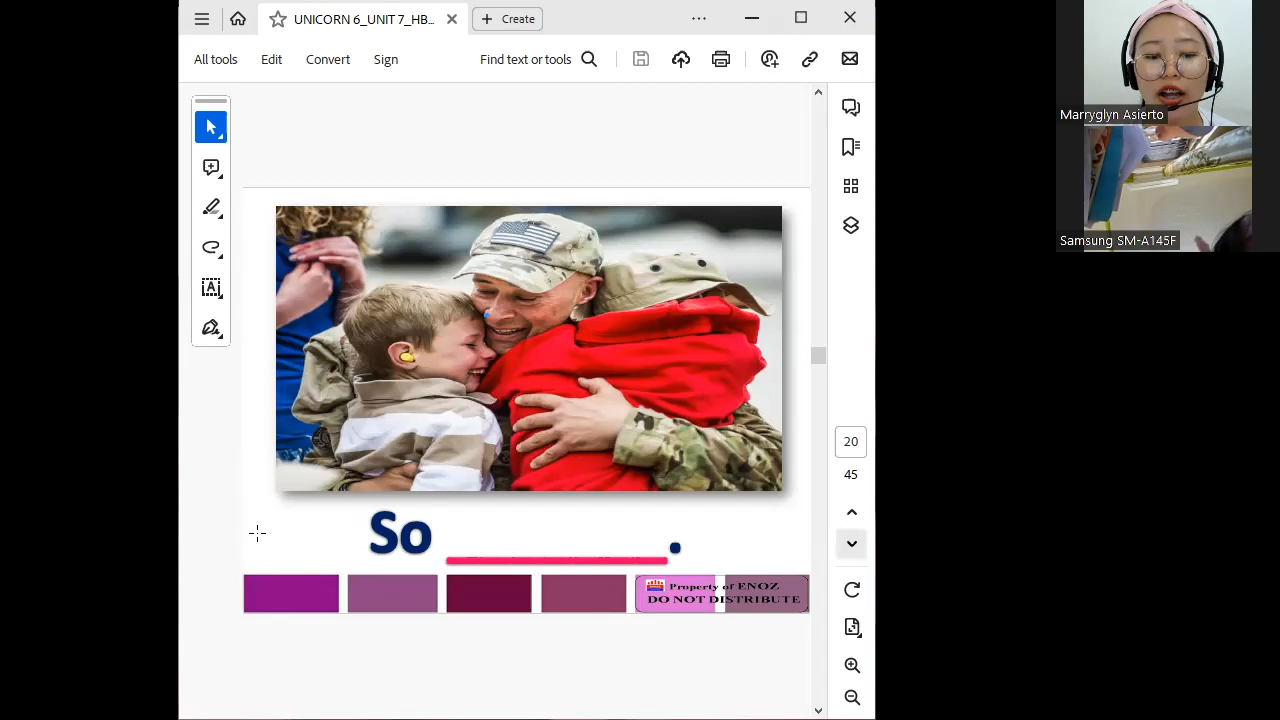 UNICORN 6_UNIT 7_HB...
Create
All tools
Edit
Convert
Sign
Find text or tools
Marryglyn Asierto
Samsung SM-A145F
20
45
So ________.
Property of ENOZ
DO NOT DISTRIBUTE